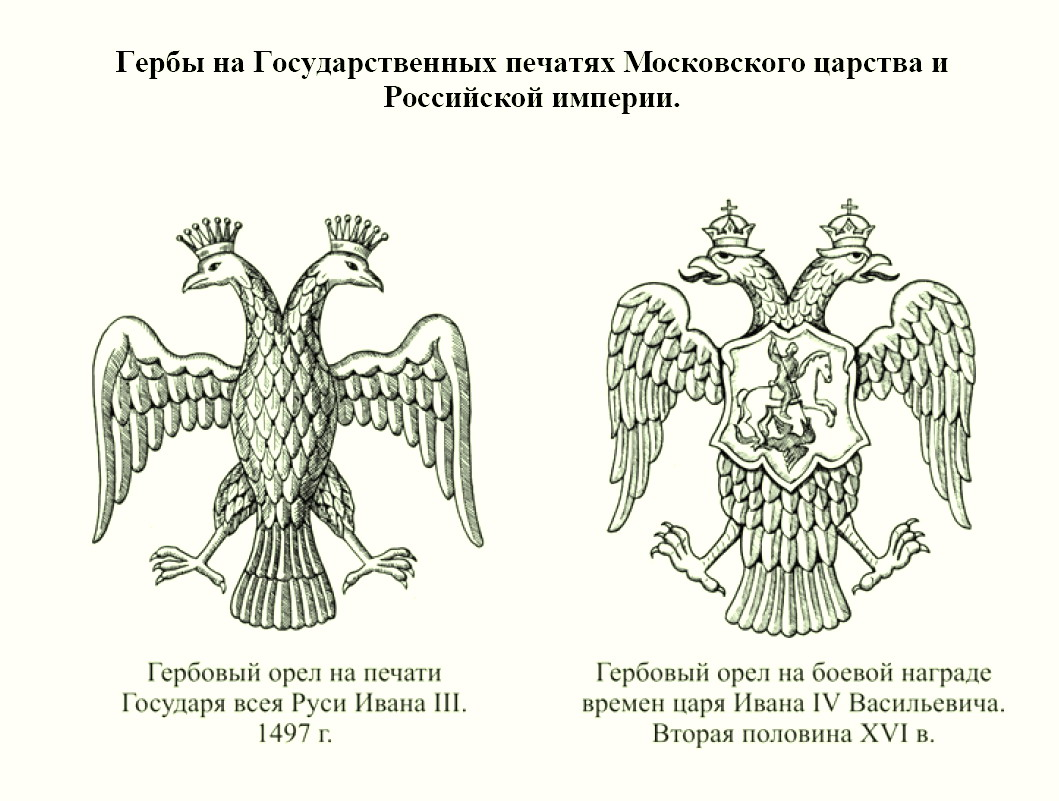 Гербы на Государственных печатях Московского царства и
Российской империи.
Гербовый орел на печати
Государя всея Руси Ивана III.
1497 г.
Гербовый орел на боевой награде
времен царя Ивана IV Васильевича.
Вторая половина XVI в.